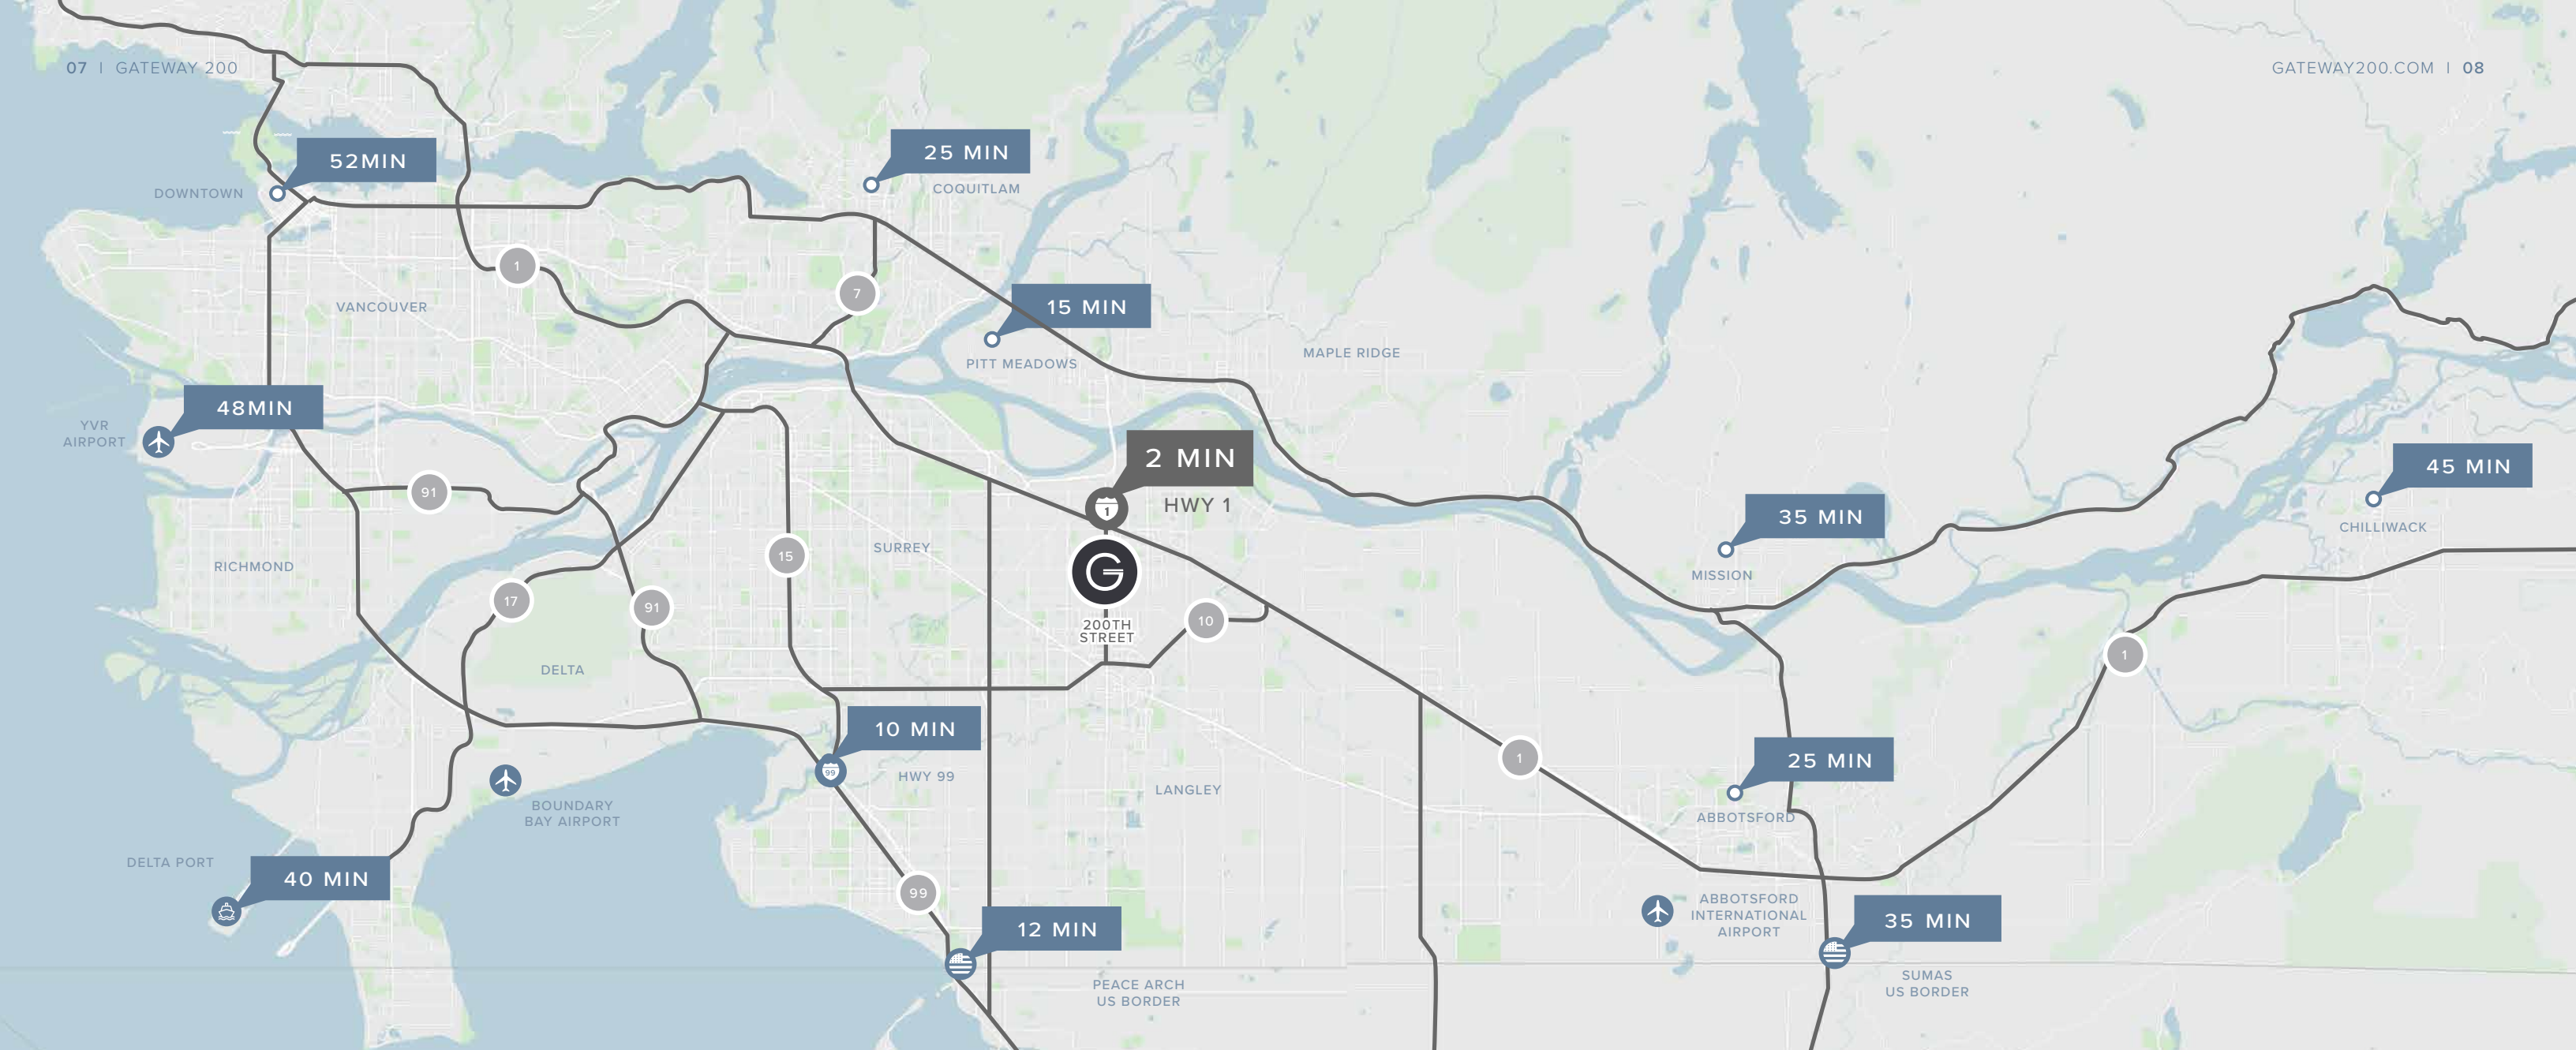 07 | GATEWAY 200
GATEWAY200.COM | 08
52MIN
DOWNTOWN
25 MIN
COQUITLAM
1
7
VANCOUVER
15 MIN
PITT MEADOWS
MAPLE RIDGE
48MIN
YVR
AIRPORT
91
RICHMOND
2 MIN
1
HWY 1
G
200TH
STREET
10
15
SURREY
17
91
DELTA
45 MIN
CHILLIWACK
35 MIN
MISSION
1
10 MIN
99
HWY 99
LANGLEY
1
25 MIN
ABBOTSFORD
BOUNDARY
BAY AIRPORT
DELTA PORT
40 MIN
99
12 MIN
PEACE ARCH
US BORDER
ABBOTSFORD
INTERNATIONAL
AIRPORT
35 MIN
SUMAS
US BORDER